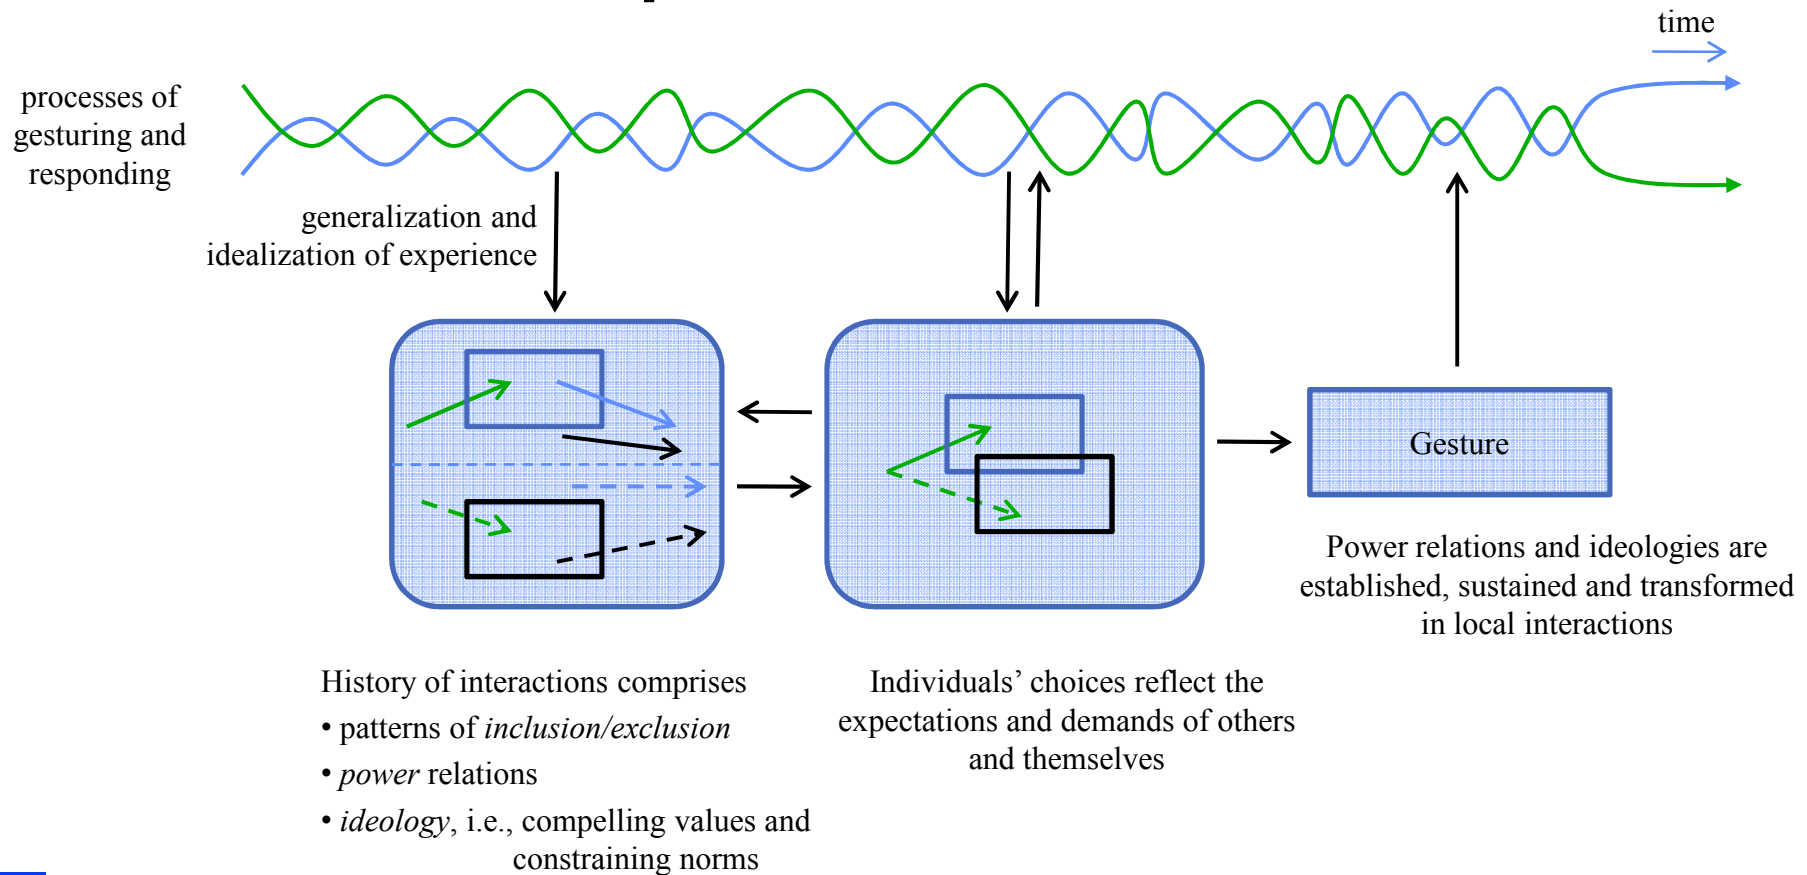 time
processes of
gesturing and
responding
generalization and
idealization of experience
Gesture
Power relations and ideologies are
established, sustained and transformed
in local interactions
History of interactions comprises
• patterns of inclusion/exclusion
• power relations
• ideology, i.e., compelling values and
constraining norms
Individuals’ choices reflect the
expectations and demands of others
and themselves